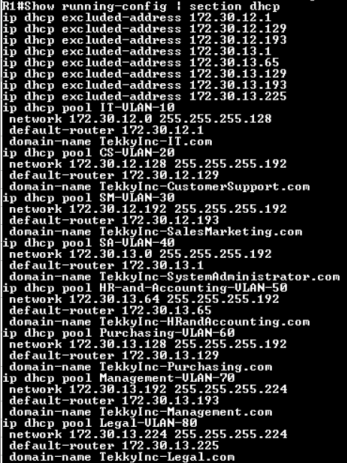 R1#Show running-config | section dhcp
ip dhcp excluded-address 172.30.12.1
ip dhcp excluded-address 172.30.12.129
ip dhcp excluded-address 172.30.12.193
ip dhcp excluded-address 172.30.13.1
ip dhcp excluded-address 172.30.13.65
ip dhcp excluded-address 172.30.13.129
ip dhcp excluded-address 172.30.13.193
ip dhcp excluded-address 172.30.13.225
ip dhcp pool IT-VLAN-10
network 172.30.12.0 255.255.255.128
default-router 172.30.12.1
domain-name TekkyInc-IT.com
ip dhcp pool CS-VLAN-20
network 172.30.12.128 255.255.255.192
default-router 172.30.12.129
domain-name TekkyInc-CustomerSupport.com
ip dhcp pool SM-VLAN-30
network 172.30.12.192 255.255.255.192
default-router 172.30.12.193
domain-name TekkyInc-SalesMarketing.com
ip dhcp pool SA-VLAN-40
network 172.30.13.0 255.255.255.192
default-router 172.30.13.1
domain-name TekkyInc-SystemAdministrator.com
ip dhcp pool HR-and-Accounting-VLAN-50
network 172.30.13.64 255.255.255.192
default-router 172.30.13.65
domain-name TekkyInc-HRandAccounting.com
ip dhcp pool Purchasing-VLAN-60
network 172.30.13.128 255.255.255.192
default-router 172.30.13.129
domain-name TekkyInc-Purchasing.com
ip dhcp pool Management-VLAN-70
network 172.30.13.192 255.255.255.224
default-router 172.30.13.193
domain-name TekkyInc-Management.com
ip dhcp pool Legal-VLAN-80
network 172.30.13.224 255.255.255.224
default-router 172.30.13.225
domain-name TekkyInc-Legal.com